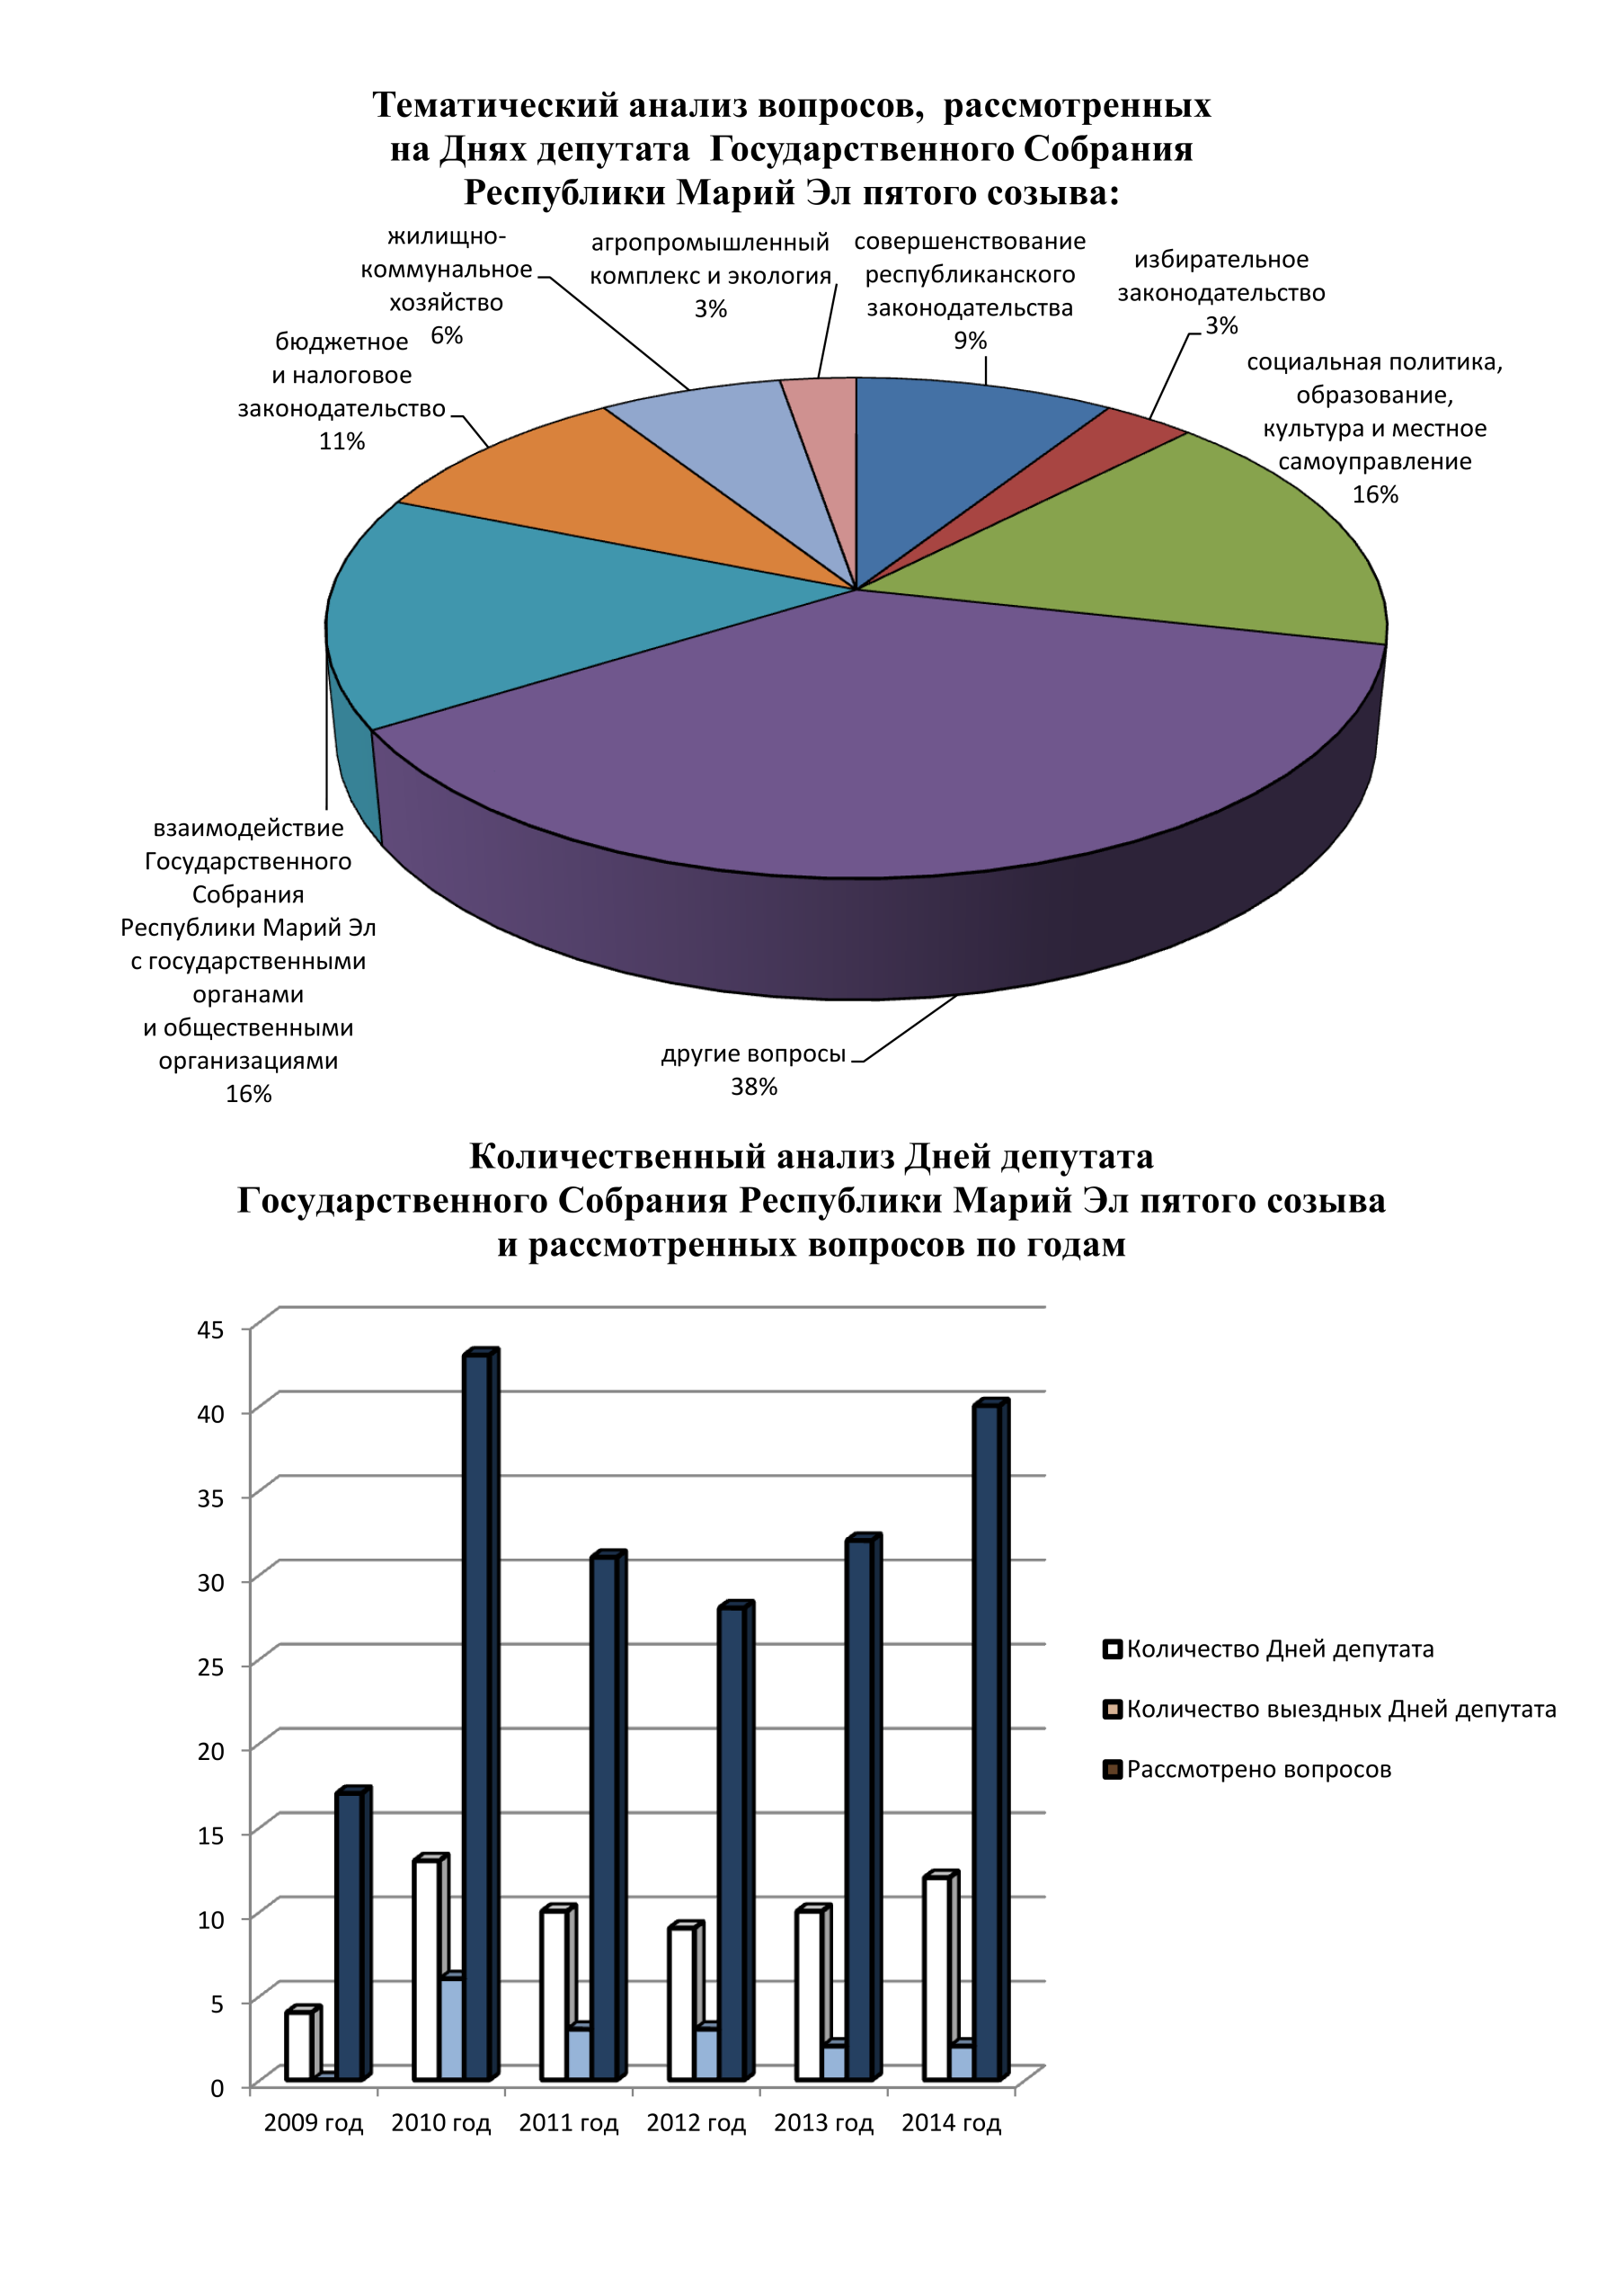 Тематический анализ вопросов, рассмотренных
на Днях депутата Государственного Собрания
Республики Марий Эл пятого созыва:
жилищно-
коммунальное
хозяйство
6%
агропромышленный
комплекс и экология
3%
совершенствование
республиканского
законодательства
9%
избирательное
законодательство
3%
социальная политика,
образование,
культура и местное
самоуправление
16%
бюджетное
и налоговое
законодательство
11%
взаимодействие
Государственного
Собрания
Республики Марий Эл
с государственными
органами
и общественными
организациями
16%
другие вопросы
38%
Количественный анализ Дней депутата
Государственного Собрания Республики Марий Эл пятого созыва
и рассмотренных вопросов по годам
45
40
35
30
25
20
15
10
5
0
2009 год
2010 год
2011 год
2012 год
2013 год
2014 год
Количество Дней депутата
Количество выездных Дней депутата
Рассмотрено вопросов